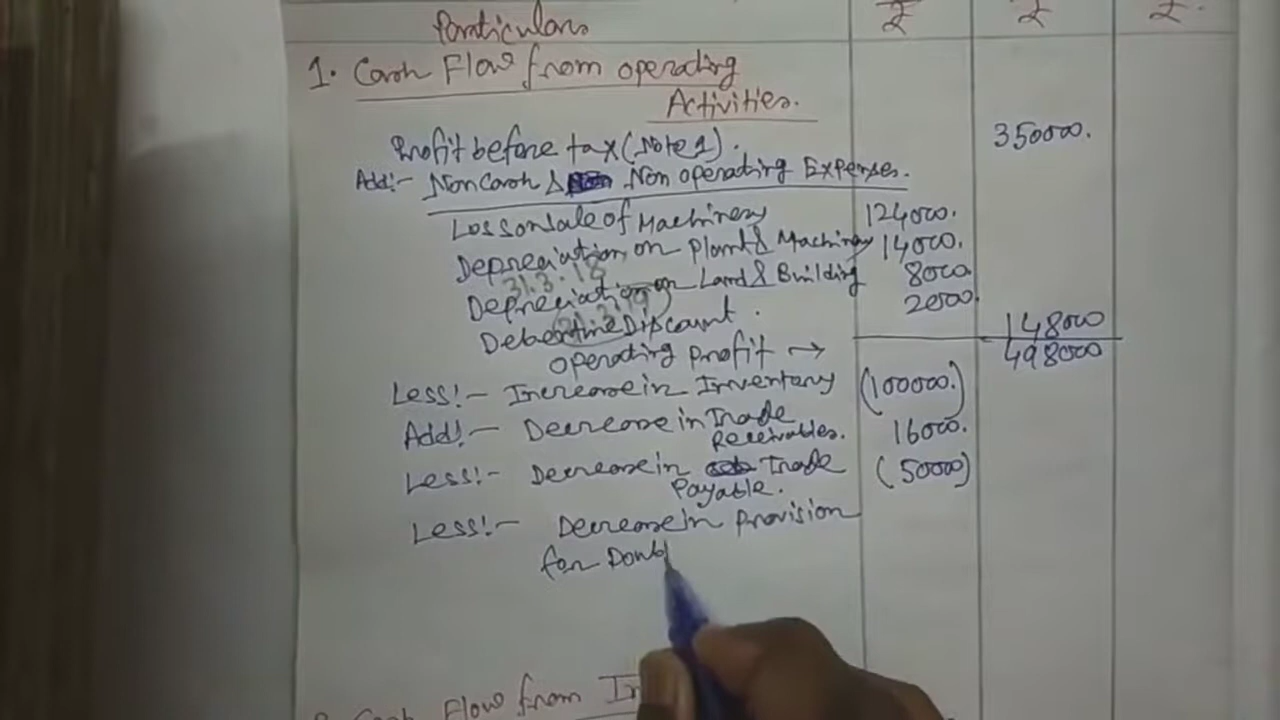 Particulars ₹ ₹ ₹.
1. Cash Flow from operating
Activities.
Profit before tax (Note 1). 350000.
Add:- Non Cash & Non operating Expenses.
Loss on Sale of Machinery 124000.
Depreciation on Plant & Machinery 14000.
Depreciation on Land & Building 8000
Debenture Discount. 2000.
148000
operating profit → 498000
Less:- Increase in Inventory (100000.)
Add:- Decrease in Trade
Receivables. 16000.
Less:- Decrease in Trade (50000)
Payable.
Less:- Decrease in Provision
for Doub
Cash Flow from In